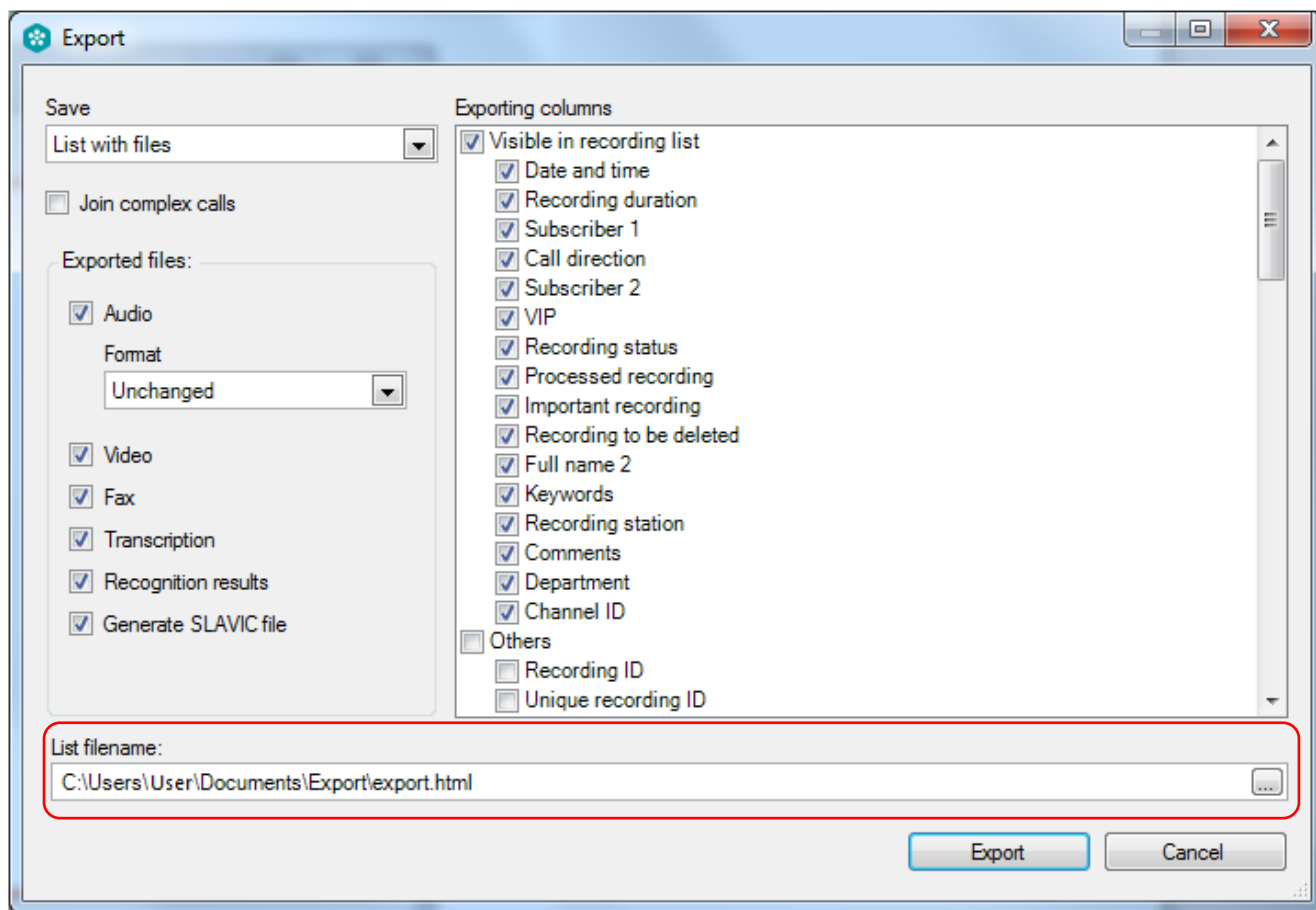 Export
Save
List with files
Join complex calls
Exported files:
Audio
Format
Unchanged
Video
Fax
Transcription
Recognition results
Generate SLAVIC file
Exporting columns
Visible in recording list
Date and time
Recording duration
Subscriber 1
Call direction
Subscriber 2
VIP
Recording status
Processed recording
Important recording
Recording to be deleted
Full name 2
Keywords
Recording station
Comments
Department
Channel ID
Others
Recording ID
Unique recording ID
List filename:
C:\Users\User\Documents\Export\export.html
...
Export Cancel